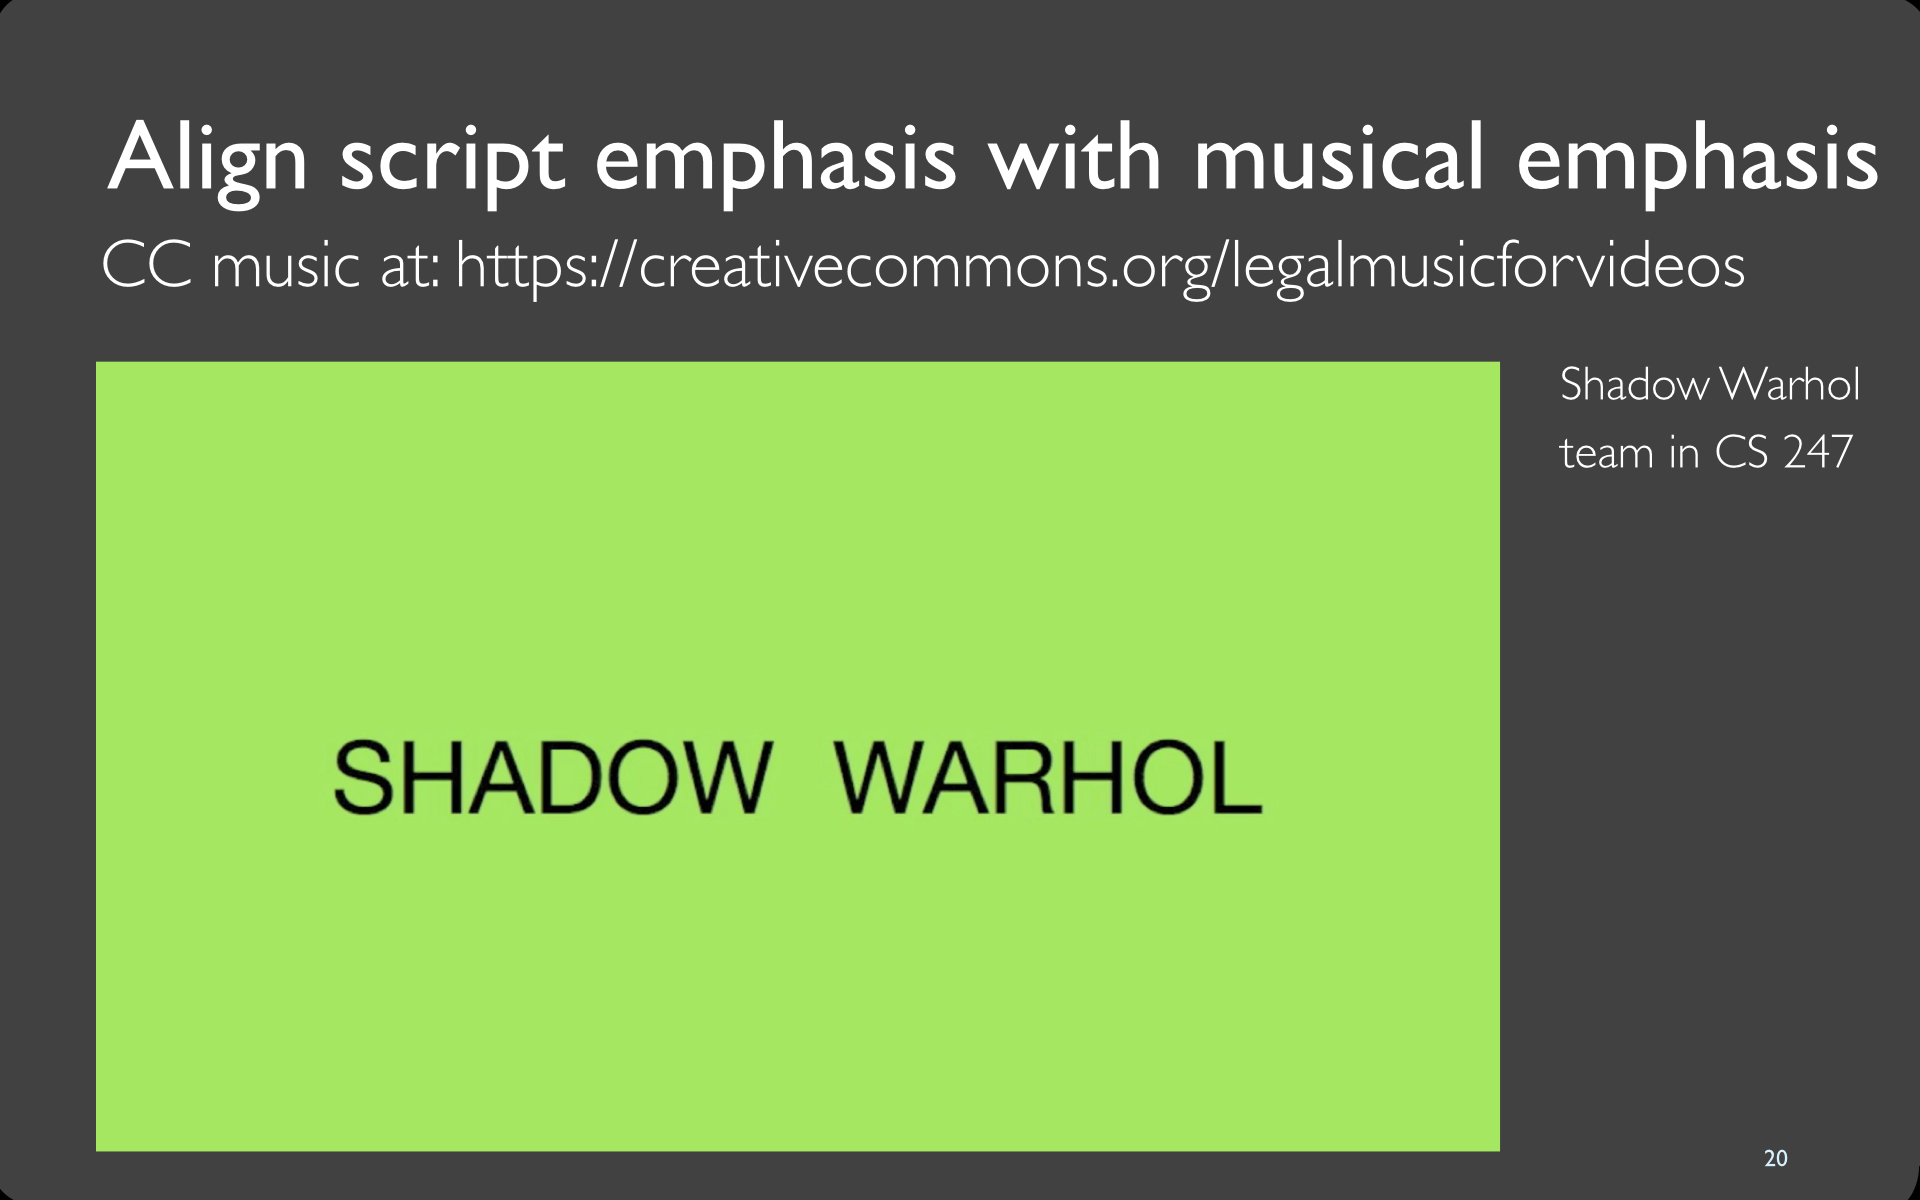 Align script emphasis with musical emphasis
CC music at: https://creativecommons.org/legalmusicforvideos
Shadow Warhol
team in CS 247
SHADOW WARHOL
20